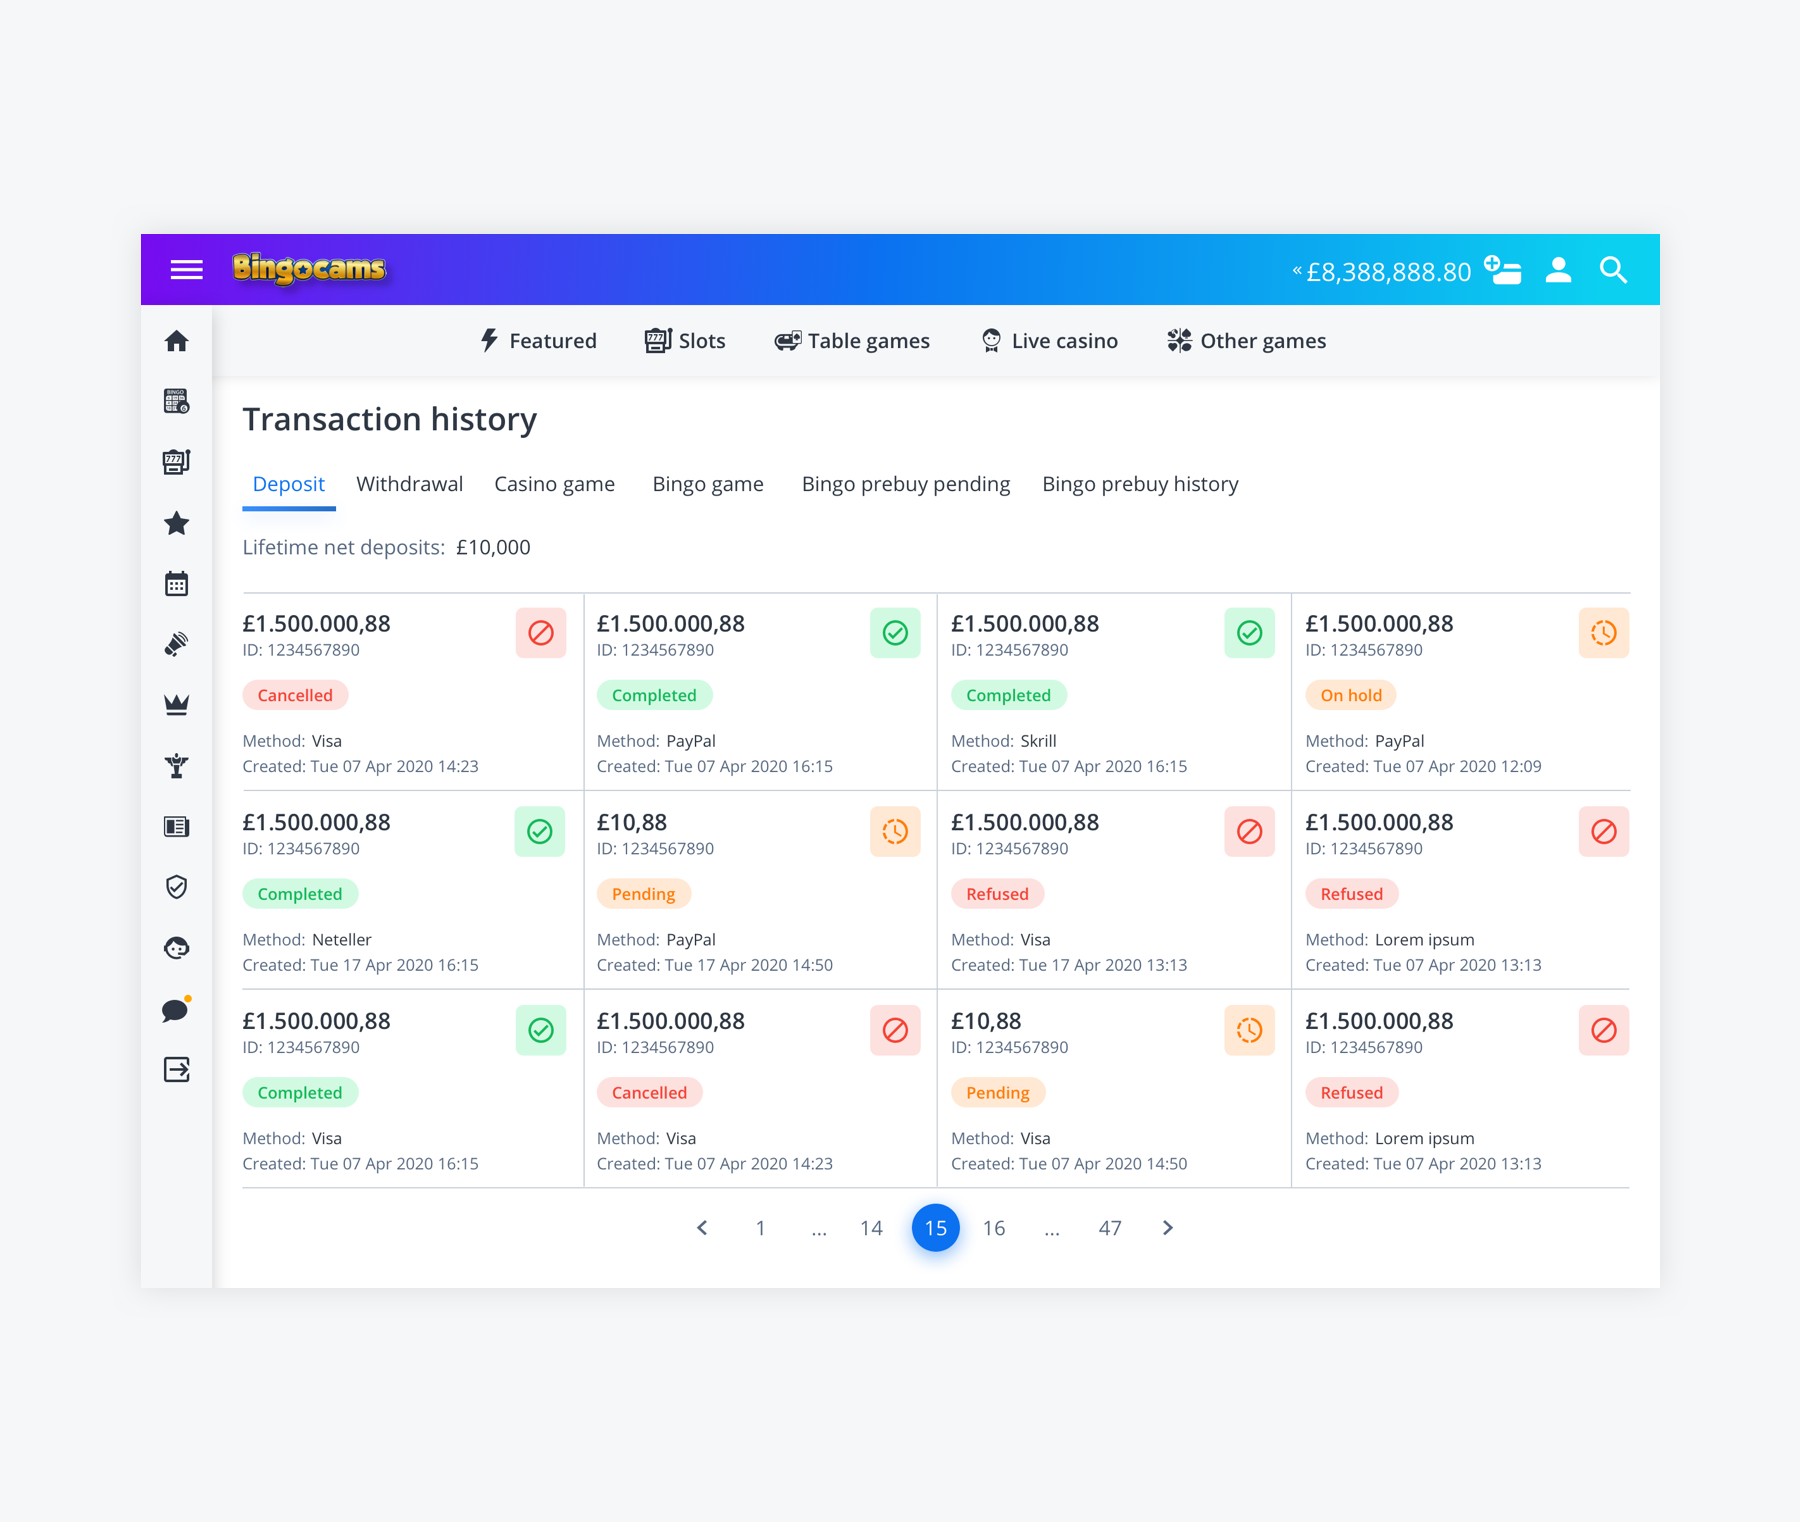 Bingocams
«£8,388,888.80
Featured
Slots
Table games
Live casino
Other games
Transaction history
Deposit
Withdrawal
Casino game
Bingo game
Bingo prebuy pending
Bingo prebuy history
Lifetime net deposits: £10,000
£1.500.000,88
ID: 1234567890
Cancelled
Method: Visa
Created: Tue 07 Apr 2020 14:23
£1.500.000,88
ID: 1234567890
Completed
Method: PayPal
Created: Tue 07 Apr 2020 16:15
£1.500.000,88
ID: 1234567890
Completed
Method: Skrill
Created: Tue 07 Apr 2020 16:15
£1.500.000,88
ID: 1234567890
On hold
Method: PayPal
Created: Tue 07 Apr 2020 12:09
£1.500.000,88
ID: 1234567890
Completed
Method: Neteller
Created: Tue 17 Apr 2020 16:15
£10,88
ID: 1234567890
Pending
Method: PayPal
Created: Tue 17 Apr 2020 14:50
£1.500.000,88
ID: 1234567890
Refused
Method: Visa
Created: Tue 17 Apr 2020 13:13
£1.500.000,88
ID: 1234567890
Refused
Method: Lorem ipsum
Created: Tue 07 Apr 2020 13:13
£1.500.000,88
ID: 1234567890
Completed
Method: Visa
Created: Tue 07 Apr 2020 16:15
£1.500.000,88
ID: 1234567890
Cancelled
Method: Visa
Created: Tue 07 Apr 2020 14:23
£10,88
ID: 1234567890
Pending
Method: Visa
Created: Tue 07 Apr 2020 14:50
£1.500.000,88
ID: 1234567890
Refused
Method: Lorem ipsum
Created: Tue 07 Apr 2020 13:13
1 ... 14 15 16 ... 47